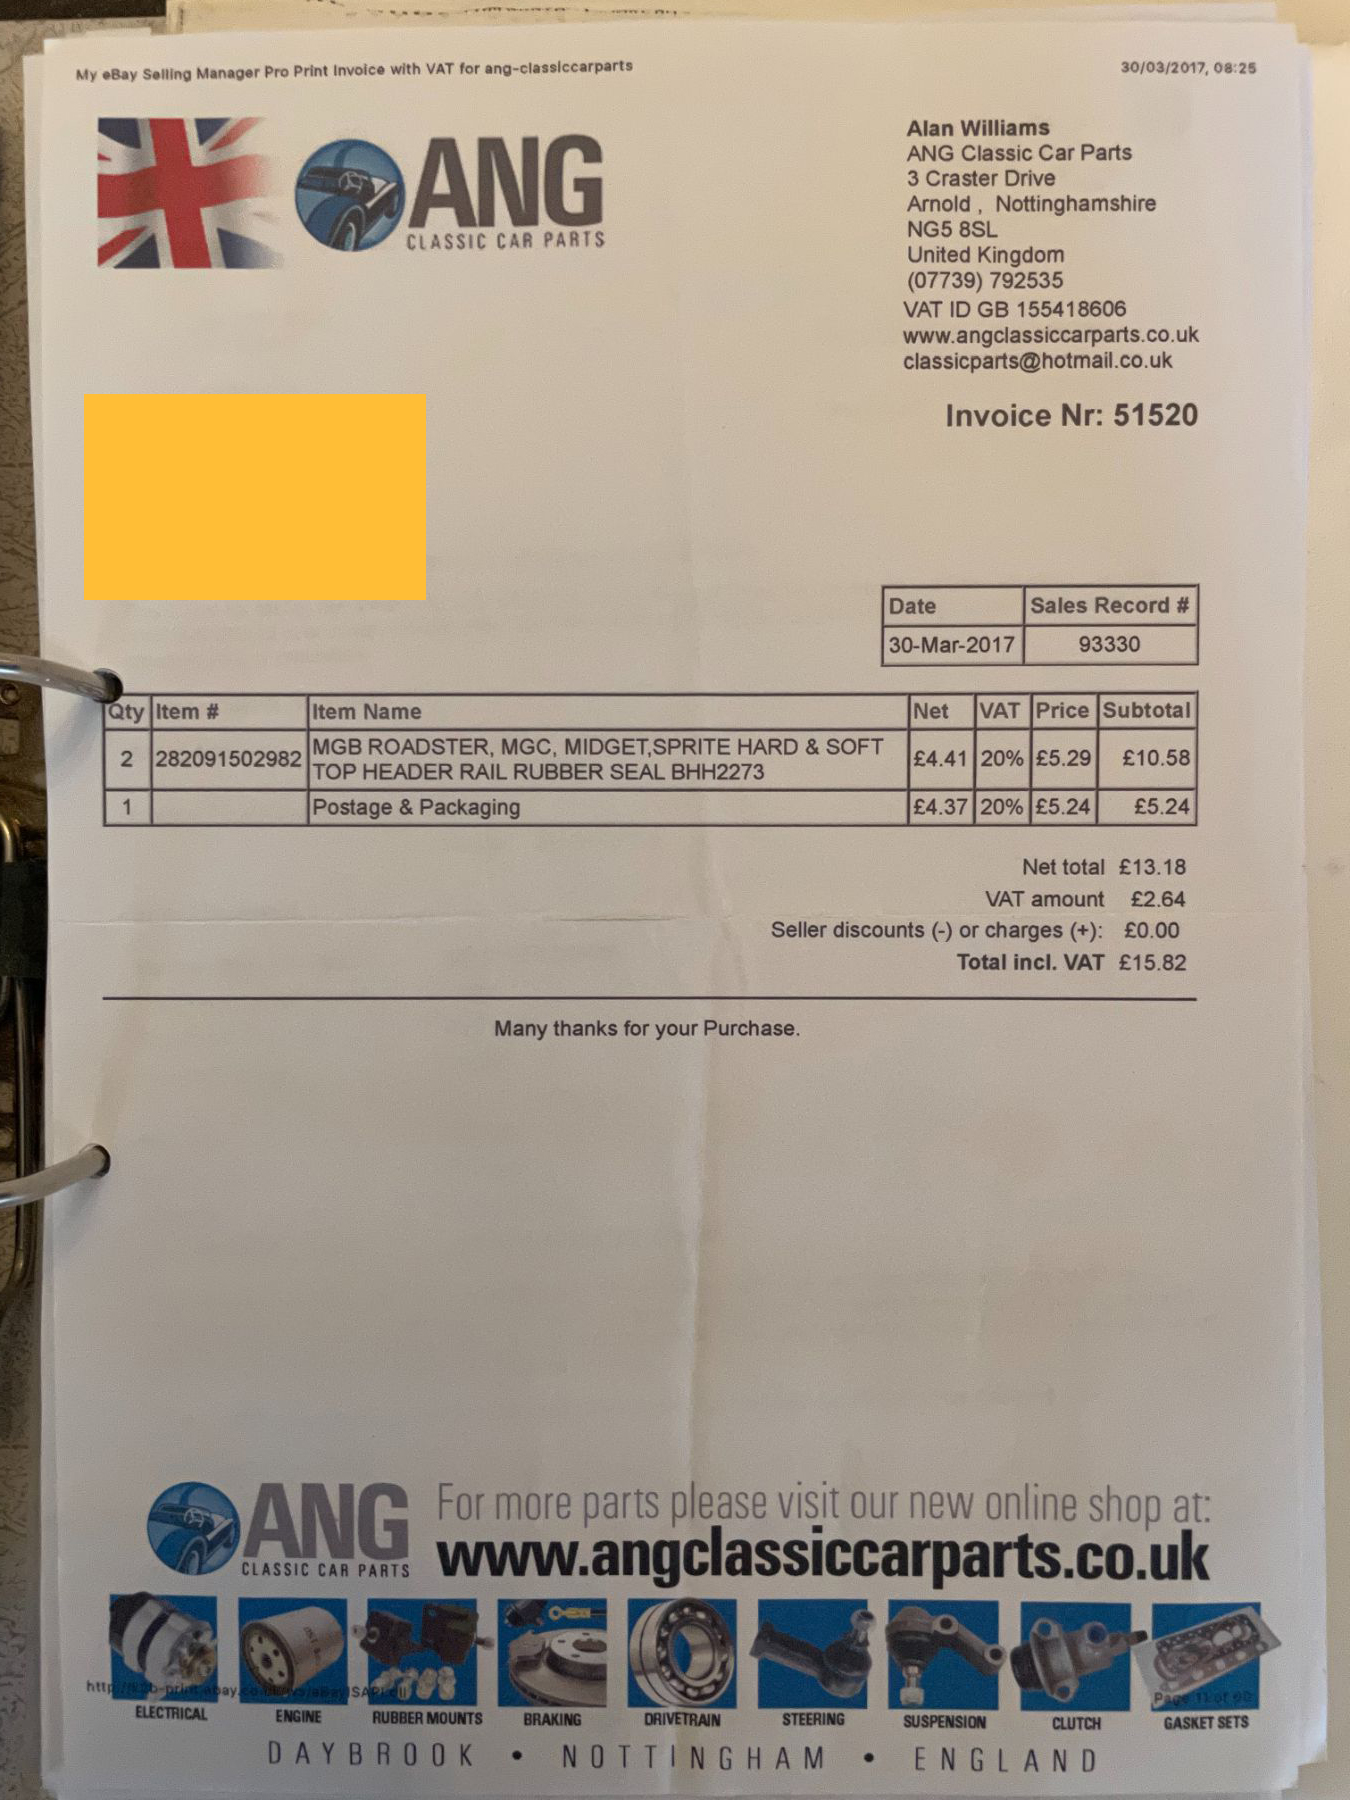 My eBay Selling Manager Pro Print Invoice with VAT for ang-classiccarparts
30/03/2017, 08:25
ANG
CLASSIC CAR PARTS
Alan Williams
ANG Classic Car Parts
3 Craster Drive
Arnold , Nottinghamshire
NG5 8SL
United Kingdom
(07739) 792535
VAT ID GB 155418606
www.angclassiccarparts.co.uk
classicparts@hotmail.co.uk
Invoice Nr: 51520
Date Sales Record #
30-Mar-2017 93330
Qty Item # Item Name Net VAT Price Subtotal
2 282091502982 MGB ROADSTER, MGC, MIDGET,SPRITE HARD & SOFT TOP HEADER RAIL RUBBER SEAL BHH2273 £4.41 20% £5.29 £10.58
1 Postage & Packaging £4.37 20% £5.24 £5.24
Net total £13.18
VAT amount £2.64
Seller discounts (-) or charges (+): £0.00
Total incl. VAT £15.82
Many thanks for your Purchase.
ANG
CLASSIC CAR PARTS
For more parts please visit our new online shop at:
www.angclassiccarparts.co.uk
Page 11 of
ELECTRICAL ENGINE RUBBER MOUNTS BRAKING DRIVETRAIN STEERING SUSPENSION CLUTCH GASKET SETS
DAYBROOK • NOTTINGHAM • ENGLAND